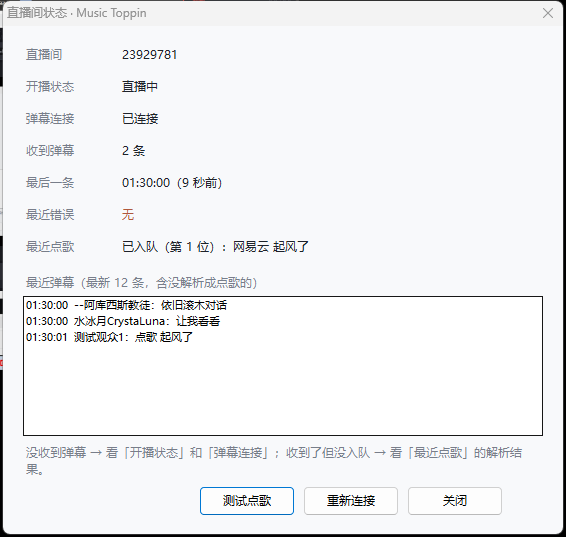 直播间状态 · Music Toppin
直播间 23929781
开播状态 直播中
弹幕连接 已连接
收到弹幕 2 条
最后一条 01:30:00（9 秒前）
最近错误 无
最近点歌 已入队（第 1 位）：网易云 起风了
最近弹幕（最新 12 条，含没解析成点歌的）
01:30:00 --阿库西斯教徒：依旧滚木对话
01:30:00 水冰月CrystaLuna：让我看看
01:30:01 测试观众1：点歌 起风了
没收到弹幕 → 看「开播状态」和「弹幕连接」；收到了但没入队 → 看「最近点歌」的解析结
果。
测试点歌 重新连接 关闭